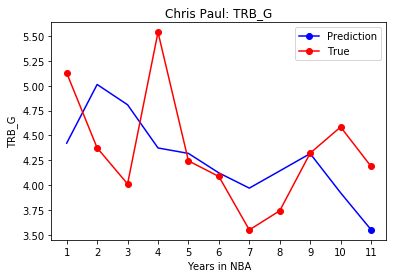 Chris Paul: TRB_G
Prediction
True
5.50
5.25
5.00
4.75
4.50
4.25
4.00
3.75
3.50
TRB_G
1 2 3 4 5 6 7 8 9 10 11
Years in NBA